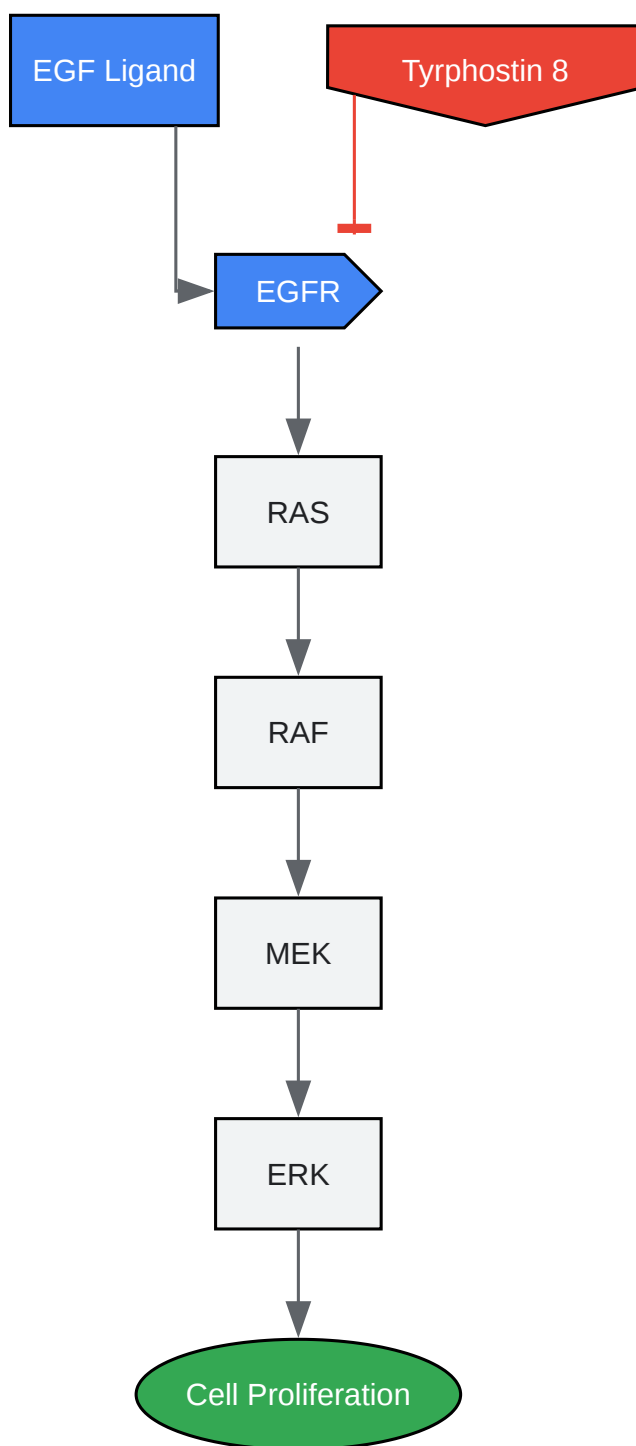 EGF Ligand
Tyrphostin 8
EGFR
RAS
RAF
MEK
ERK
Cell Proliferation